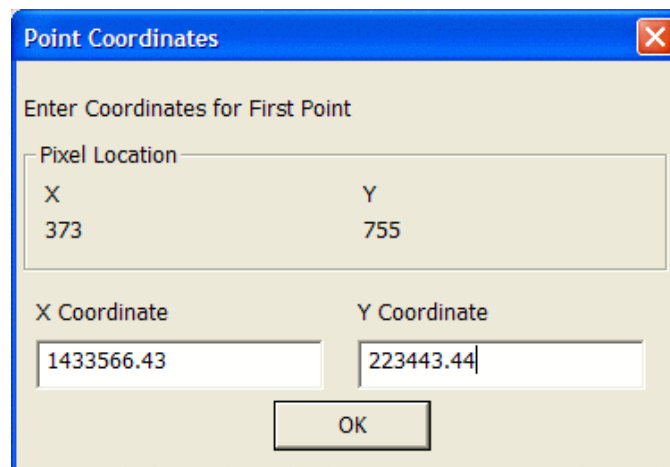 Point Coordinates
Enter Coordinates for First Point
Pixel Location
X Y
373 755
X Coordinate Y Coordinate
1433566.43 223443.44
OK